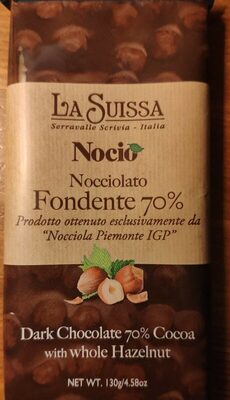 LA SUISSA
Serravalle Scrivia - Italia
Nocio
Nocciolato
Fondente 70%
Prodotto ottenuto esclusivamente da
"Nocciola Piemonte IGP"
Dark Chocolate 70% Cocoa
with whole Hazelnut
NET WT. 130g/4.58oz